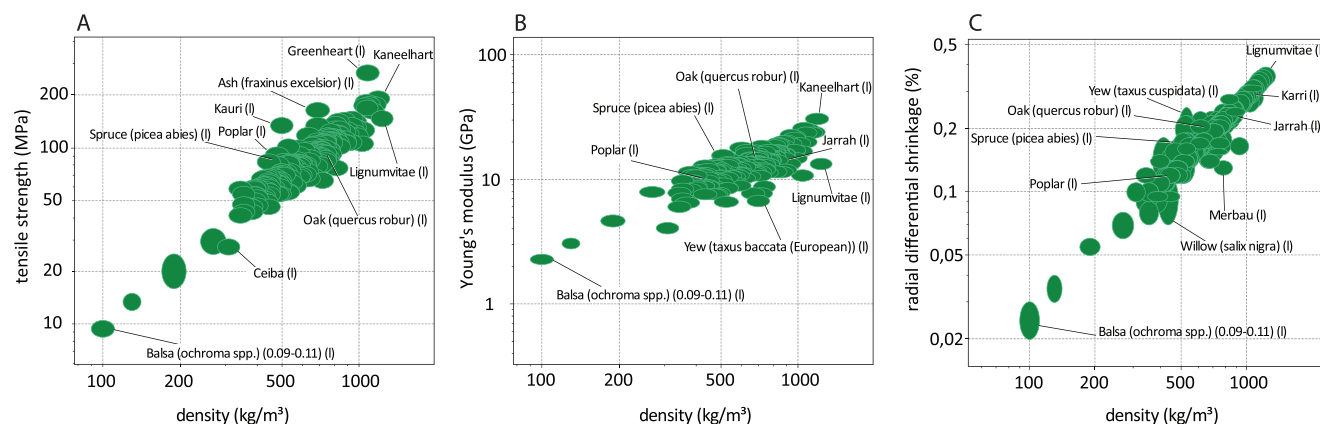 A
tensile strength (MPa)
200
100
50
20
10
Greenheart (l)
Kaneelhart
Ash (fraxinus excelsior) (l)
Kauri (l)
Spruce (picea abies) (l)
Poplar (l)
Lignumvitae (l)
Oak (quercus robur) (l)
Ceiba (l)
Balsa (ochroma spp.) (0.09-0.11) (l)
100 200 500 1000
density (kg/m³)
B
Young's modulus (GPa)
100
10
1
Oak (quercus robur) (l)
Kaneelhart (l)
Spruce (picea abies) (l)
Jarrah (l)
Poplar (l)
Lignumvitae (l)
Yew (taxus baccata (European)) (l)
Balsa (ochroma spp.) (0.09-0.11) (l)
100 200 500 1000
density (kg/m³)
C
radial differential shrinkage (%)
0,5
0,2
0,1
0,05
0,02
Lignumvitae (l)
Yew (taxus cuspidata) (l)
Karri (l)
Oak (quercus robur) (l)
Jarrah (l)
Spruce (picea abies) (l)
Poplar (l)
Merbau (l)
Willow (salix nigra) (l)
Balsa (ochroma spp.) (0.09-0.11) (l)
100 200 500 1000
density (kg/m³)